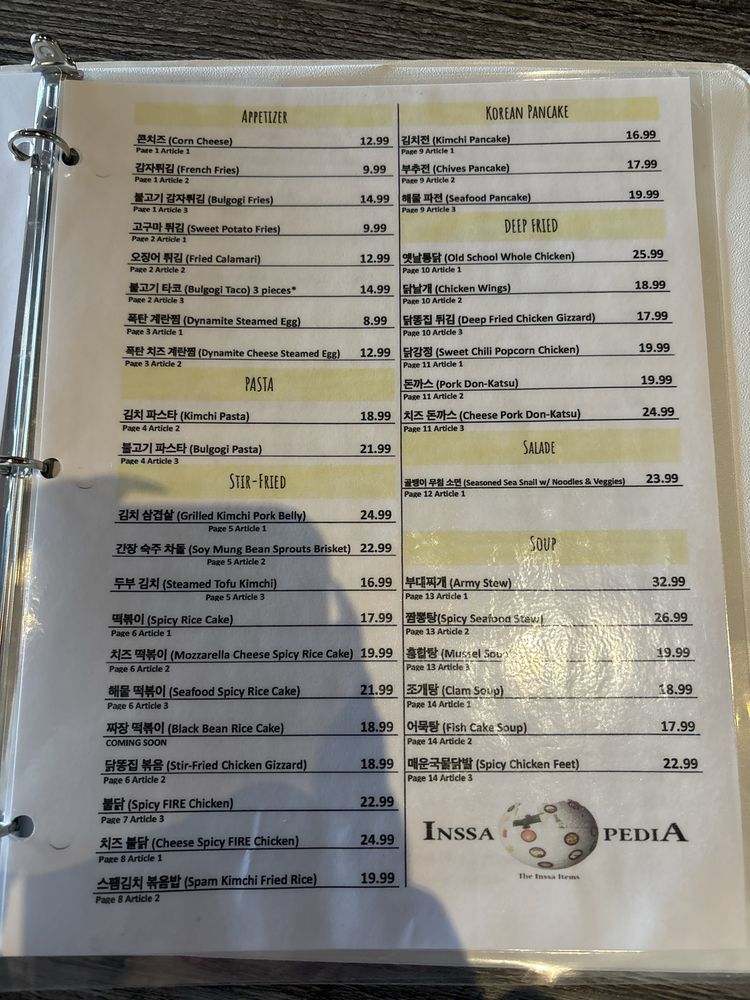 APPETIZER
콘치즈 (Corn Cheese) 12.99
Page 1 Article 1
감자튀김 (French Fries) 9.99
Page 1 Article 2
불고기 감자튀김 (Bulgogi Fries) 14.99
Page 1 Article 3
고구마 튀김 (Sweet Potato Fries) 9.99
Page 2 Article 1
오징어 튀김 (Fried Calamari) 12.99
Page 2 Article 2
불고기 타코 (Bulgogi Taco) 3 pieces* 14.99
Page 2 Article 3
폭탄 계란찜 (Dynamite Steamed Egg) 8.99
Page 3 Article 1
폭탄 치즈 계란찜 (Dynamite Cheese Steamed Egg) 12.99
Page 3 Article 2
PASTA
김치 파스타 (Kimchi Pasta) 18.99
Page 4 Article 2
불고기 파스타 (Bulgogi Pasta) 21.99
Page 4 Article 3
STIR-FRIED
김치 삼겹살 (Grilled Kimchi Pork Belly) 24.99
Page 5 Article 1
간장 숙주 차돌 (Soy Mung Bean Sprouts Brisket) 22.99
Page 5 Article 2
두부 김치 (Steamed Tofu Kimchi) 16.99
Page 5 Article 3
떡볶이 (Spicy Rice Cake) 17.99
Page 6 Article 1
치즈 떡볶이 (Mozzarella Cheese Spicy Rice Cake) 19.99
Page 6 Article 2
해물 떡볶이 (Seafood Spicy Rice Cake) 21.99
Page 6 Article 3
짜장 떡볶이 (Black Bean Rice Cake) 18.99
COMING SOON
닭똥집 볶음 (Stir-Fried Chicken Gizzard) 18.99
Page 6 Article 2
불닭 (Spicy FIRE Chicken) 22.99
Page 7 Article 3
치즈 불닭 (Cheese Spicy FIRE Chicken) 24.99
Page 8 Article 1
스팸김치 볶음밥 (Spam Kimchi Fried Rice) 19.99
Page 8 Article 2
KOREAN PANCAKE
김치전 (Kimchi Pancake) 16.99
Page 9 Article 1
부추전 (Chives Pancake) 17.99
Page 9 Article 2
해물 파전 (Seafood Pancake) 19.99
Page 9 Article 3
DEEP FRIED
옛날통닭 (Old School Whole Chicken) 25.99
Page 10 Article 1
닭날개 (Chicken Wings) 18.99
Page 10 Article 2
닭똥집 튀김 (Deep Fried Chicken Gizzard) 17.99
Page 10 Article 3
닭강정 (Sweet Chili Popcorn Chicken) 19.99
Page 11 Article 1
돈까스 (Pork Don-Katsu) 19.99
Page 11 Article 2
치즈 돈까스 (Cheese Pork Don-Katsu) 24.99
Page 11 Article 3
SALADE
골뱅이 무침 소면 (Seasoned Sea Snail w/ Noodles & Veggies) 23.99
Page 12 Article 1
SOUP
부대찌개 (Army Stew) 32.99
Page 13 Article 1
짬뽕탕(Spicy Seafood Stew) 26.99
Page 13 Article 2
홍합탕 (Mussel Soup) 19.99
Page 13 Article 3
조개탕 (Clam Soup) 18.99
Page 14 Article 1
어묵탕 (Fish Cake Soup) 17.99
Page 14 Article 2
매운국물닭발 (Spicy Chicken Feet) 22.99
Page 14 Article 3
INSSA PEDIA
The Inssa Items